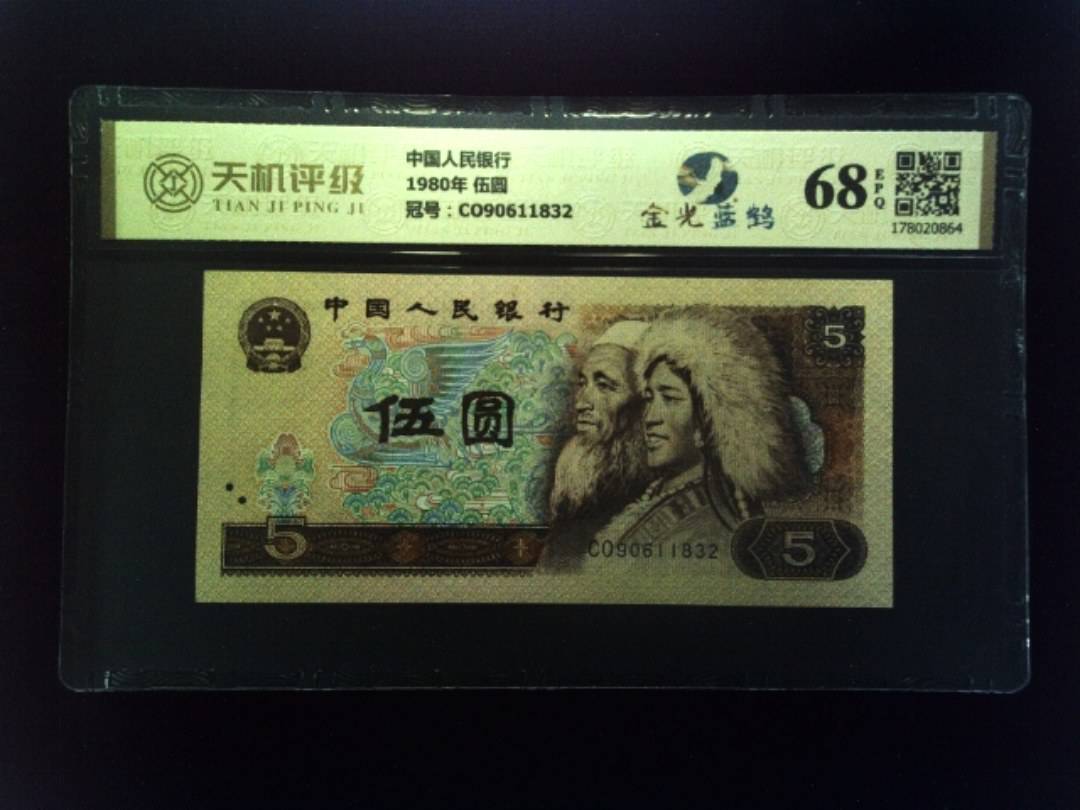 天机评级
TIAN JI PING JI
中国人民银行
1980年 伍圆
冠号：CO90611832
金光蓝鹤
68
EPQ
178020864
中国人民银行
5
伍圆
5
CO90611832
5